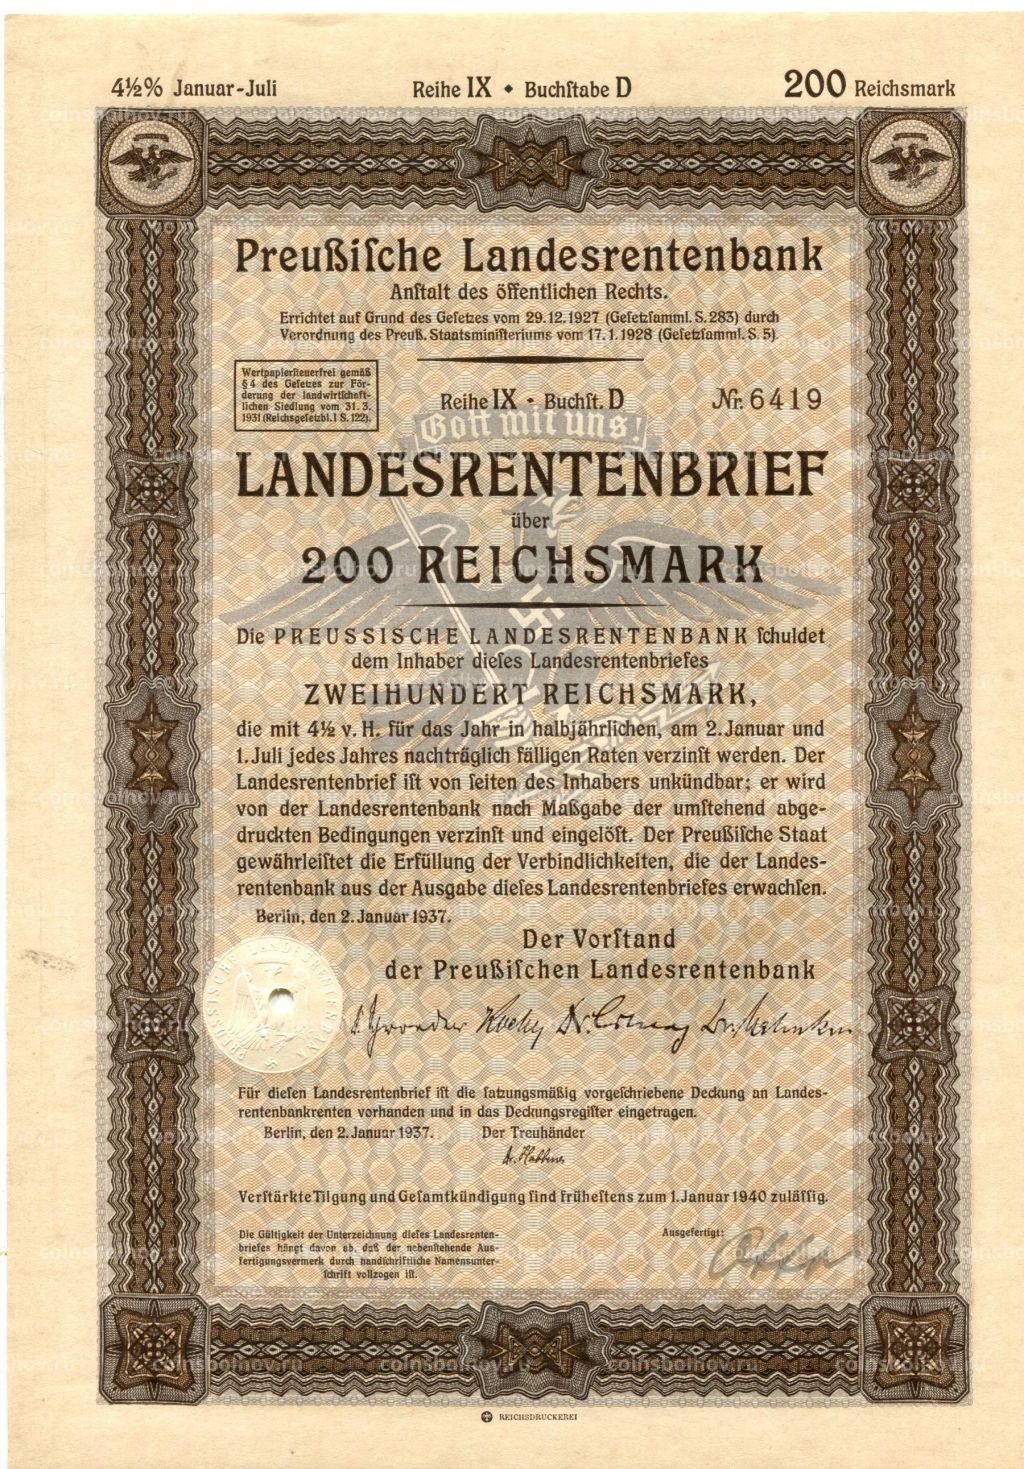 4½% Januar-Juli
Reihe IX • Buchſtabe D
200 Reichsmark
Preußiſche Landesrentenbank
Anſtalt des öffentlichen Rechts.
Errichtet auf Grund des Geſetzes vom 29.12.1927 (Geſetzſamml. S. 283) durch
Verordnung des Preuß. Staatsminiſteriums vom 17.1.1928 (Geſetzſamml. S. 5).
Wertpapierſteuerfrei gemäß
§ 4 des Geſetzes zur För-
derung der landwirtſchaft-
lichen Siedlung vom 31. 3.
1931 (Reichsgeſetzbl. I S. 122).
Reihe IX • Buchſt. D
Nr. 6419
Gott mit uns!
LANDESRENTENBRIEF
über
200 REICHSMARK
Die PREUSSISCHE LANDESRENTENBANK ſchuldet
dem Inhaber dieſes Landesrentenbriefes
ZWEIHUNDERT REICHSMARK,
die mit 4½ v. H. für das Jahr in halbjährlichen, am 2. Januar und
1. Juli jedes Jahres nachträglich fälligen Raten verzinſt werden. Der
Landesrentenbrief iſt von ſeiten des Inhabers unkündbar; er wird
von der Landesrentenbank nach Maßgabe der umſtehend abge-
druckten Bedingungen verzinſt und eingelöſt. Der Preußiſche Staat
gewährleiſtet die Erfüllung der Verbindlichkeiten, die der Landes-
rentenbank aus der Ausgabe dieſes Landesrentenbriefes erwachſen.
Berlin, den 2. Januar 1937.
Der Vorſtand
der Preußiſchen Landesrentenbank
PREUSSISCHE LANDESRENTENBANK
Für dieſen Landesrentenbrief iſt die ſatzungsmäßig vorgeſchriebene Deckung an Landes-
rentenbankrenten vorhanden und in das Deckungsregiſter eingetragen.
Berlin, den 2. Januar 1937.
Der Treuhänder
Verſtärkte Tilgung und Geſamtkündigung ſind früheſtens zum 1. Januar 1940 zuläſſig.
Die Gültigkeit der Unterzeichnung dieſes Landesrenten-
briefes hängt davon ab, daß der nebenſtehende Aus-
fertigungsvermerk durch handſchriftliche Namensunter-
ſchrift vollzogen iſt.
Ausgefertigt:
REICHSDRUCKEREI
coinsbolhov.ru